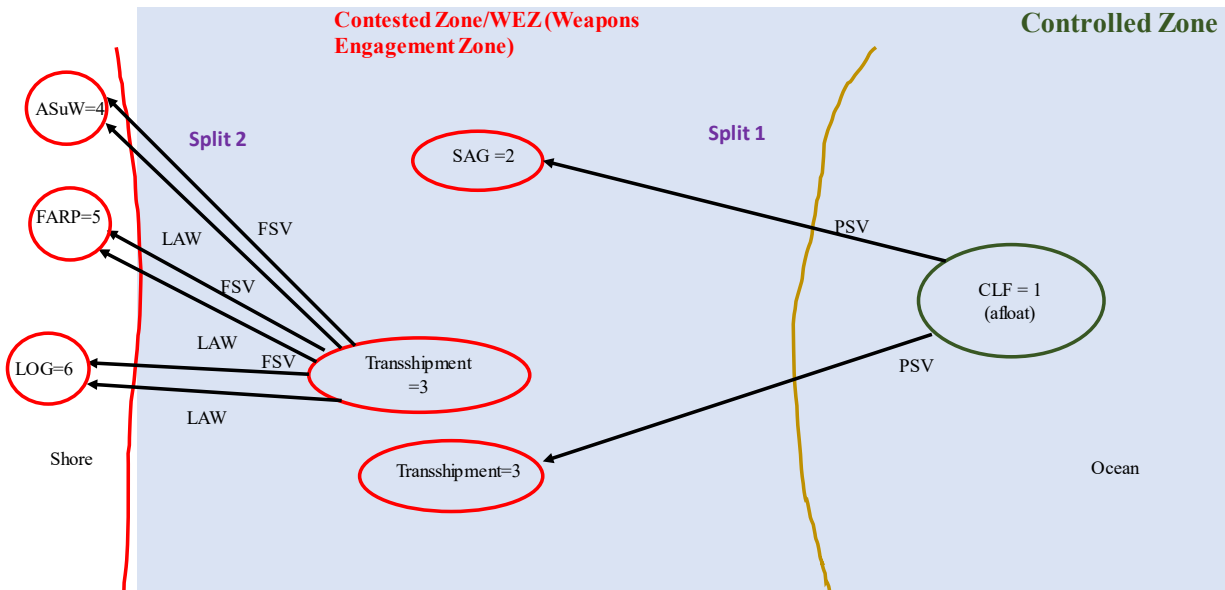 Contested Zone/WEZ (Weapons
Engagement Zone)
Controlled Zone
ASuW=4
Split 2
Split 1
SAG =2
FARP=5
LAW
FSV
PSV
CLF = 1
(afloat)
FSV
LAW
FSV
LOG=6
Transshipment
=3
PSV
LAW
Shore
Transshipment=3
Ocean